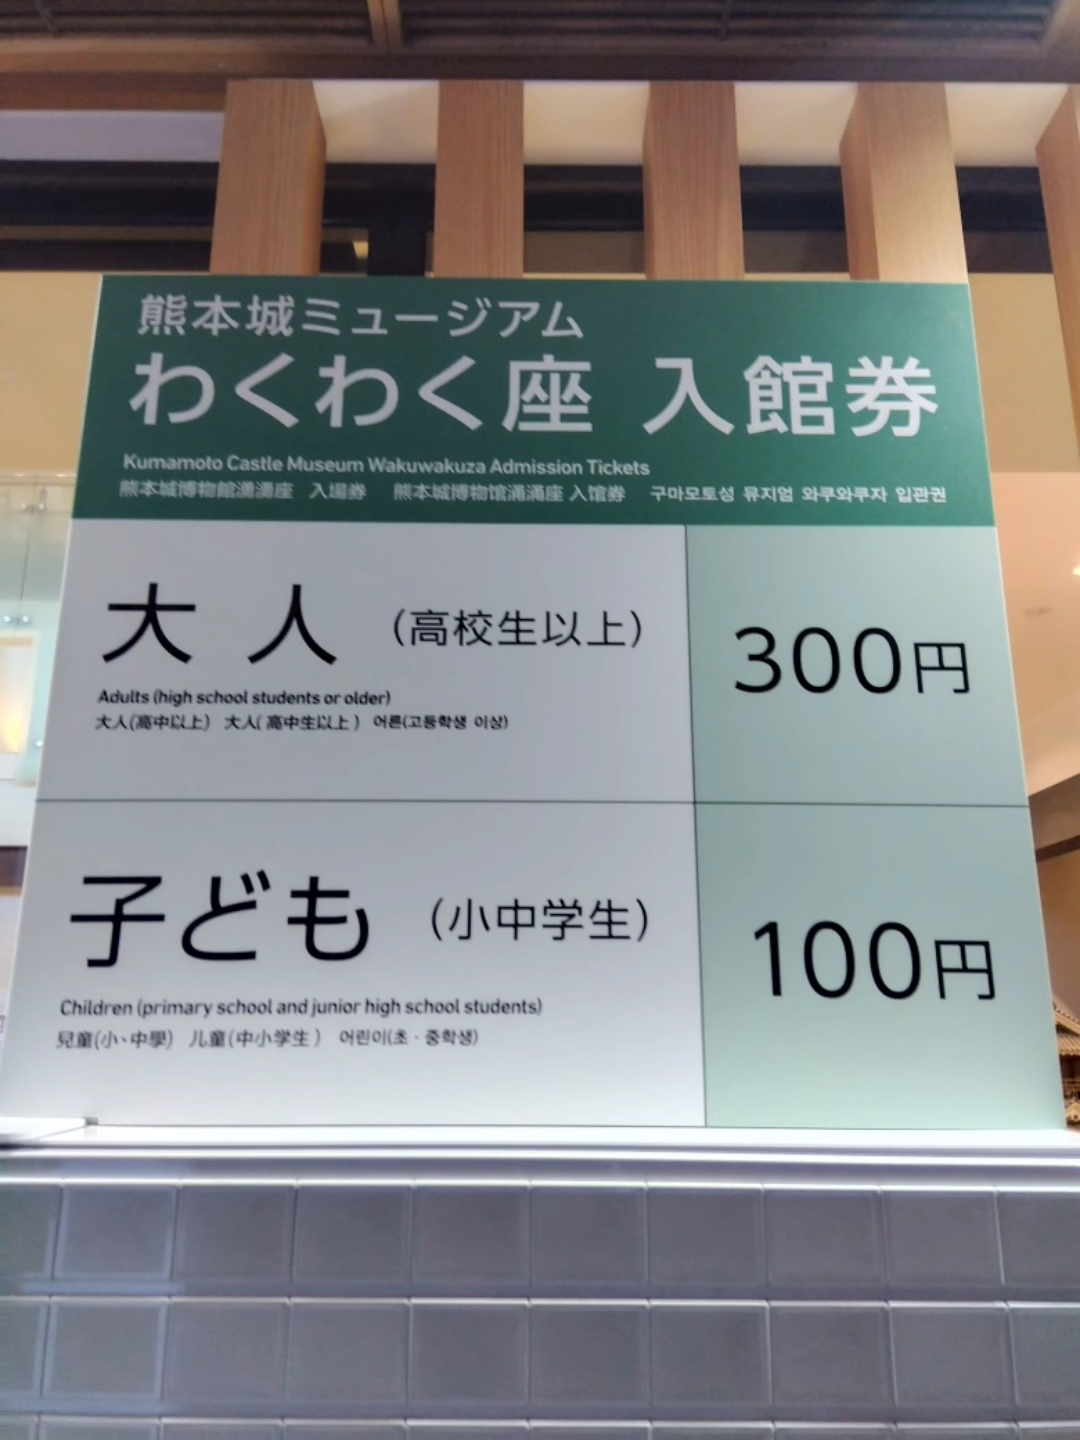 熊本城ミュージアム
わくわく座 入館券
Kumamoto Castle Museum Wakuwakuza Admission Tickets
熊本城博物館湧湧座 入場券 熊本城博物馆涌涌座 入馆券 구마모토성 뮤지엄 와쿠와쿠자 입관권
大人 (高校生以上) 300円
Adults (high school students or older)
大人(高中以上) 大人(高中生以上) 어른(고등학생 이상)
子ども (小中学生) 100円
Children (primary school and junior high school students)
兒童(小、中學) 儿童(中小学生) 어린이(초・중학생)